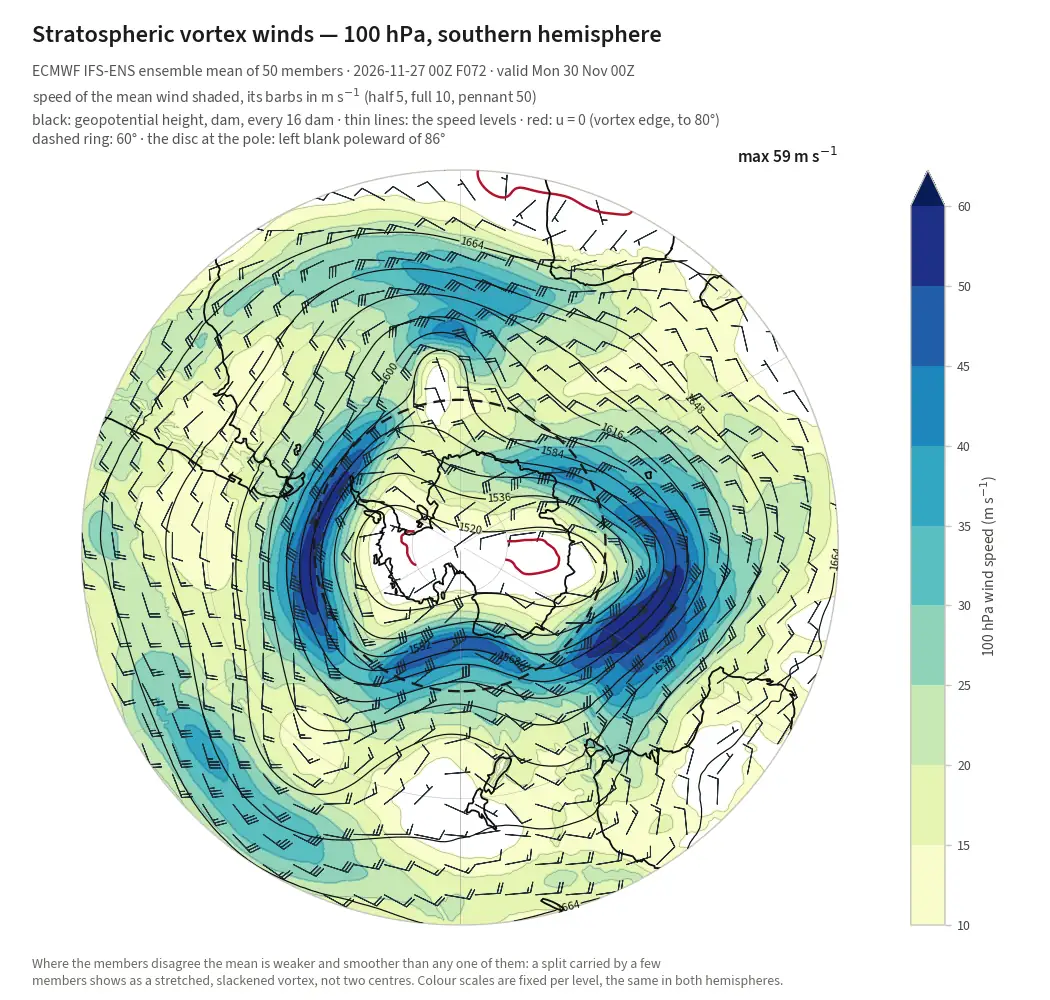 Stratospheric vortex winds — 100 hPa, southern hemisphere
ECMWF IFS-ENS ensemble mean of 50 members · 2026-11-27 00Z F072 · valid Mon 30 Nov 00Z
speed of the mean wind shaded, its barbs in m s⁻¹ (half 5, full 10, pennant 50)
black: geopotential height, dam, every 16 dam · thin lines: the speed levels · red: u = 0 (vortex edge, to 80°)
dashed ring: 60° · the disc at the pole: left blank poleward of 86°
max 59 m s⁻¹
1664
1600
1648
1616
1584
1536
1520
1664
1552
1568
1632
1664
60
50
45
40
35
30
25
20
15
10
100 hPa wind speed (m s⁻¹)
Where the members disagree the mean is weaker and smoother than any one of them: a split carried by a few
members shows as a stretched, slackened vortex, not two centres. Colour scales are fixed per level, the same in both hemispheres.